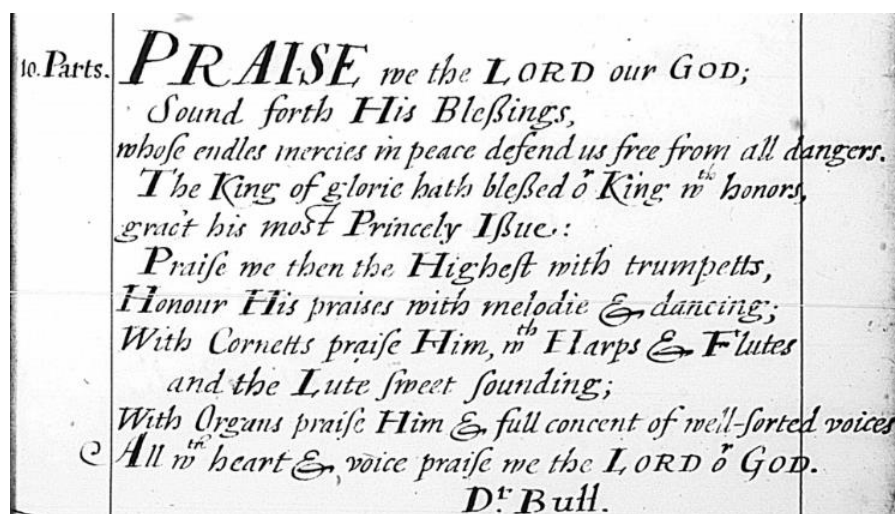 10. Parts. PRAISE we the LORD our GOD;
Sound forth His Bleßings,
whoſe endles mercies in peace defend us free from all dangers.
The King of glorie hath bleßed oͬ King wᵗʰ honors,
grac't his most Princely Ißue:
Praiſe we then the Higheſt with trumpetts,
Honour His praises with melodie & dancing;
With Cornetts praiſe Him, wᵗʰ Harps & Flutes
and the Lute ſweet ſounding;
With Organs praiſe Him & full concent of well-ſorted voices
All wᵗʰ heart & voice praiſe we the LORD oͬ GOD.
Dʳ. Bull.